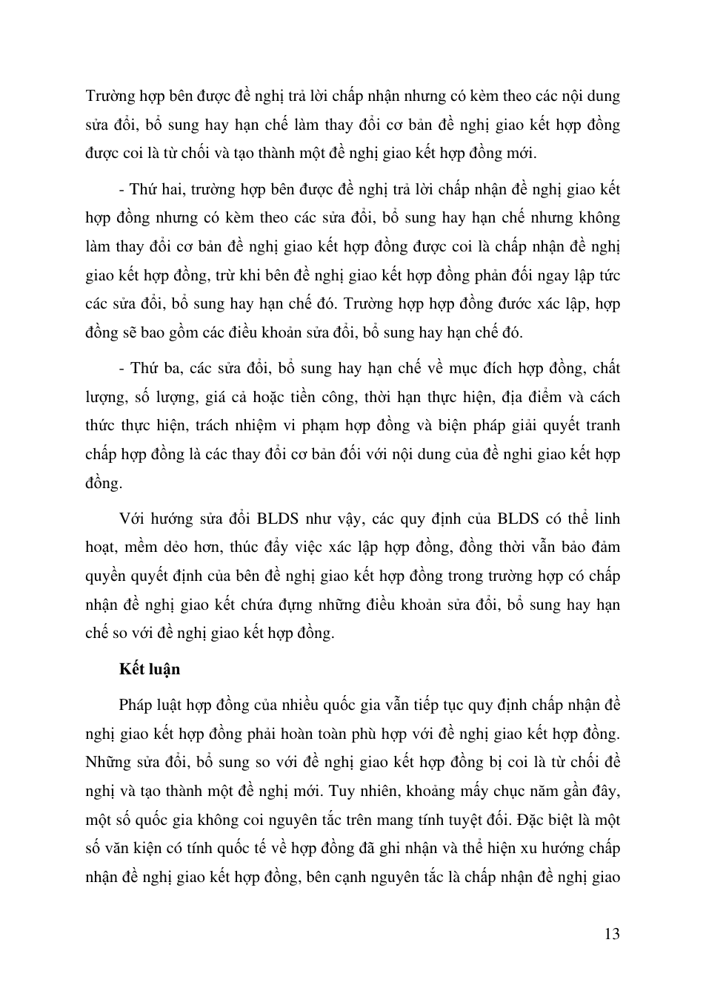 Trường hợp bên được đề nghị trả lời chấp nhận nhưng có kèm theo các nội dung
sửa đổi, bổ sung hay hạn chế làm thay đổi cơ bản đề nghị giao kết hợp đồng
được coi là từ chối và tạo thành một đề nghị giao kết hợp đồng mới.
- Thứ hai, trường hợp bên được đề nghị trả lời chấp nhận đề nghị giao kết
hợp đồng nhưng có kèm theo các sửa đổi, bổ sung hay hạn chế nhưng không
làm thay đổi cơ bản đề nghị giao kết hợp đồng được coi là chấp nhận đề nghị
giao kết hợp đồng, trừ khi bên đề nghị giao kết hợp đồng phản đối ngay lập tức
các sửa đổi, bổ sung hay hạn chế đó. Trường hợp hợp đồng đước xác lập, hợp
đồng sẽ bao gồm các điều khoản sửa đổi, bổ sung hay hạn chế đó.
- Thứ ba, các sửa đổi, bổ sung hay hạn chế về mục đích hợp đồng, chất
lượng, số lượng, giá cả hoặc tiền công, thời hạn thực hiện, địa điểm và cách
thức thực hiện, trách nhiệm vi phạm hợp đồng và biện pháp giải quyết tranh
chấp hợp đồng là các thay đổi cơ bản đối với nội dung của đề nghi giao kết hợp
đồng.
Với hướng sửa đổi BLDS như vậy, các quy định của BLDS có thể linh
hoạt, mềm dẻo hơn, thúc đẩy việc xác lập hợp đồng, đồng thời vẫn bảo đảm
quyền quyết định của bên đề nghị giao kết hợp đồng trong trường hợp có chấp
nhận đề nghị giao kết chứa đựng những điều khoản sửa đổi, bổ sung hay hạn
chế so với đề nghị giao kết hợp đồng.
Kết luận
Pháp luật hợp đồng của nhiều quốc gia vẫn tiếp tục quy định chấp nhận đề
nghị giao kết hợp đồng phải hoàn toàn phù hợp với đề nghị giao kết hợp đồng.
Những sửa đổi, bổ sung so với đề nghị giao kết hợp đồng bị coi là từ chối đề
nghị và tạo thành một đề nghị mới. Tuy nhiên, khoảng mấy chục năm gần đây,
một số quốc gia không coi nguyên tắc trên mang tính tuyệt đối. Đặc biệt là một
số văn kiện có tính quốc tế về hợp đồng đã ghi nhận và thể hiện xu hướng chấp
nhận đề nghị giao kết hợp đồng, bên cạnh nguyên tắc là chấp nhận đề nghị giao
13